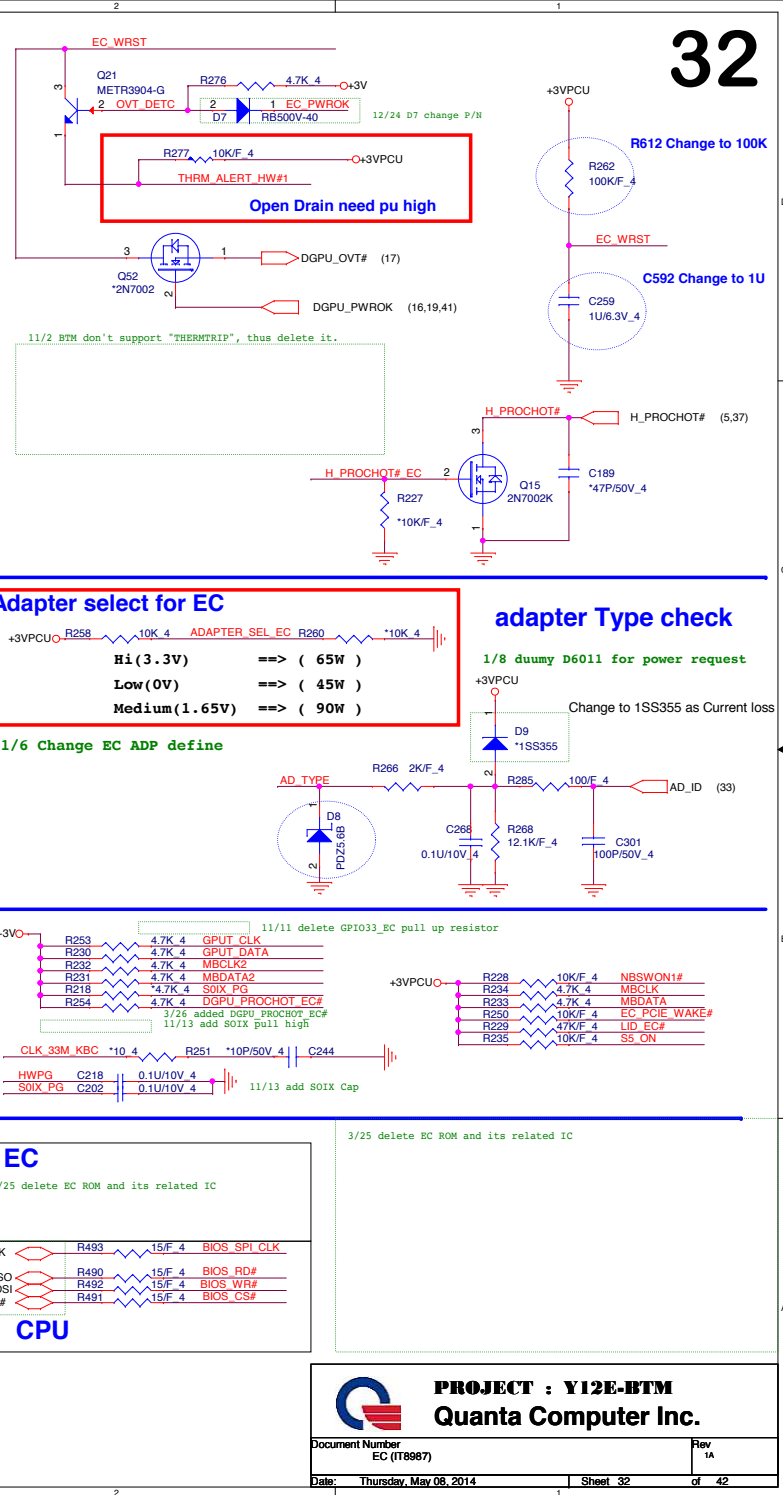 2
1
32
EC_WRST
Q21
METR3904-G
3
2
1
OVT_DETC
R276
4.7K_4
+3V
2
1
EC_PWROK
D7
RB500V-40
12/24 D7 change P/N
R277
10K/F_4
+3VPCU
THRM_ALERT_HW#1
Open Drain need pu high
3
1
Q52
*2N7002
2
DGPU_OVT# (17)
DGPU_PWROK (16,19,41)
+3VPCU
R612 Change to 100K
R262
100K/F_4
EC_WRST
C592 Change to 1U
C259
1U/6.3V_4
11/2 BTM don't support "THERMTRIP", thus delete it.
H_PROCHOT#
H_PROCHOT# (5,37)
3
H_PROCHOT#_EC
2
Q15
2N7002K
1
C189
*47P/50V_4
R227
*10K/F_4
Adapter select for EC
+3VPCU
R258
10K_4
ADAPTER_SEL_EC
R260
*10K_4
Hi(3.3V) ==> ( 65W )
Low(0V) ==> ( 45W )
Medium(1.65V) ==> ( 90W )
1/6 Change EC ADP define
adapter Type check
1/8 duumy D6011 for power request
+3VPCU
Change to 1SS355 as Current loss
1
D9
*1SS355
2
AD_TYPE
R266 2K/F_4
R285
100/F_4
AD_ID (33)
1
D8
PDZ5.6B
2
C268
0.1U/10V_4
R268
12.1K/F_4
C301
100P/50V_4
11/11 delete GPIO33_EC pull up resistor
+3V
R253 4.7K_4 GPUT_CLK
R230 4.7K_4 GPUT_DATA
R232 4.7K_4 MBCLK2
R231 4.7K_4 MBDATA2
R218 *4.7K_4 S0IX_PG
R254 4.7K_4 DGPU_PROCHOT_EC#
3/26 added DGPU_PROCHOT_EC#
11/13 add SOIX pull high
+3VPCU
R228 10K/F_4 NBSWON1#
R234 4.7K_4 MBCLK
R233 4.7K_4 MBDATA
R250 10K/F_4 EC_PCIE_WAKE#
R229 47K/F_4 LID_EC#
R235 10K/F_4 S5_ON
CLK_33M_KBC *10_4 R251 *10P/50V_4 C244
HWPG C218 0.1U/10V_4
S0IX_PG C202 0.1U/10V_4
11/13 add SOIX Cap
EC
/25 delete EC ROM and its related IC
3/25 delete EC ROM and its related IC
K R493 15/F_4 BIOS_SPI_CLK
SO R490 15/F_4 BIOS_RD#
OSI R492 15/F_4 BIOS_WR#
# R491 15/F_4 BIOS_CS#
CPU
PROJECT : Y12E-BTM
Quanta Computer Inc.
Document Number
EC (IT8987)
Rev
1A
Date: Thursday, May 08, 2014
Sheet 32 of 42
2
1